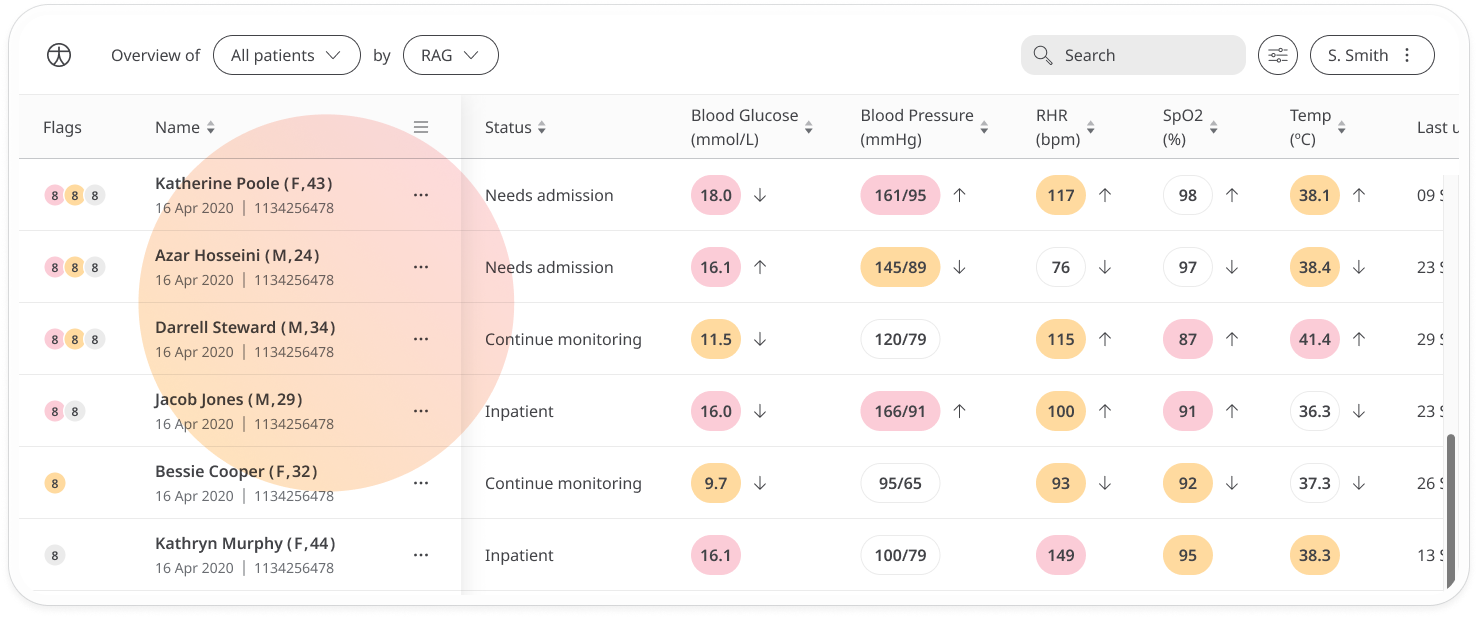 Overview of All patients by RAG Search S. Smith
Flags Name Status Blood Glucose (mmol/L) Blood Pressure (mmHg) RHR (bpm) SpO2 (%) Temp (ºC) Last u
8 8 8 Katherine Poole (F,43) Needs admission 18.0 ↓ 161/95 ↑ 117 ↑ 98 ↑ 38.1 ↑ 09
16 Apr 2020 | 1134256478
8 8 8 Azar Hosseini (M,24) Needs admission 16.1 ↑ 145/89 ↓ 76 ↓ 97 ↓ 38.4 ↓ 23
16 Apr 2020 | 1134256478
8 8 8 Darrell Steward (M,34) Continue monitoring 11.5 ↓ 120/79 115 ↑ 87 ↑ 41.4 ↑ 29
16 Apr 2020 | 1134256478
8 8 Jacob Jones (M,29) Inpatient 16.0 ↓ 166/91 ↑ 100 ↑ 91 ↑ 36.3 ↓ 23
16 Apr 2020 | 1134256478
8 Bessie Cooper (F,32) Continue monitoring 9.7 ↓ 95/65 93 ↓ 92 ↓ 37.3 ↓ 26
16 Apr 2020 | 1134256478
8 Kathryn Murphy (F,44) Inpatient 16.1 100/79 149 95 38.3 13
16 Apr 2020 | 1134256478